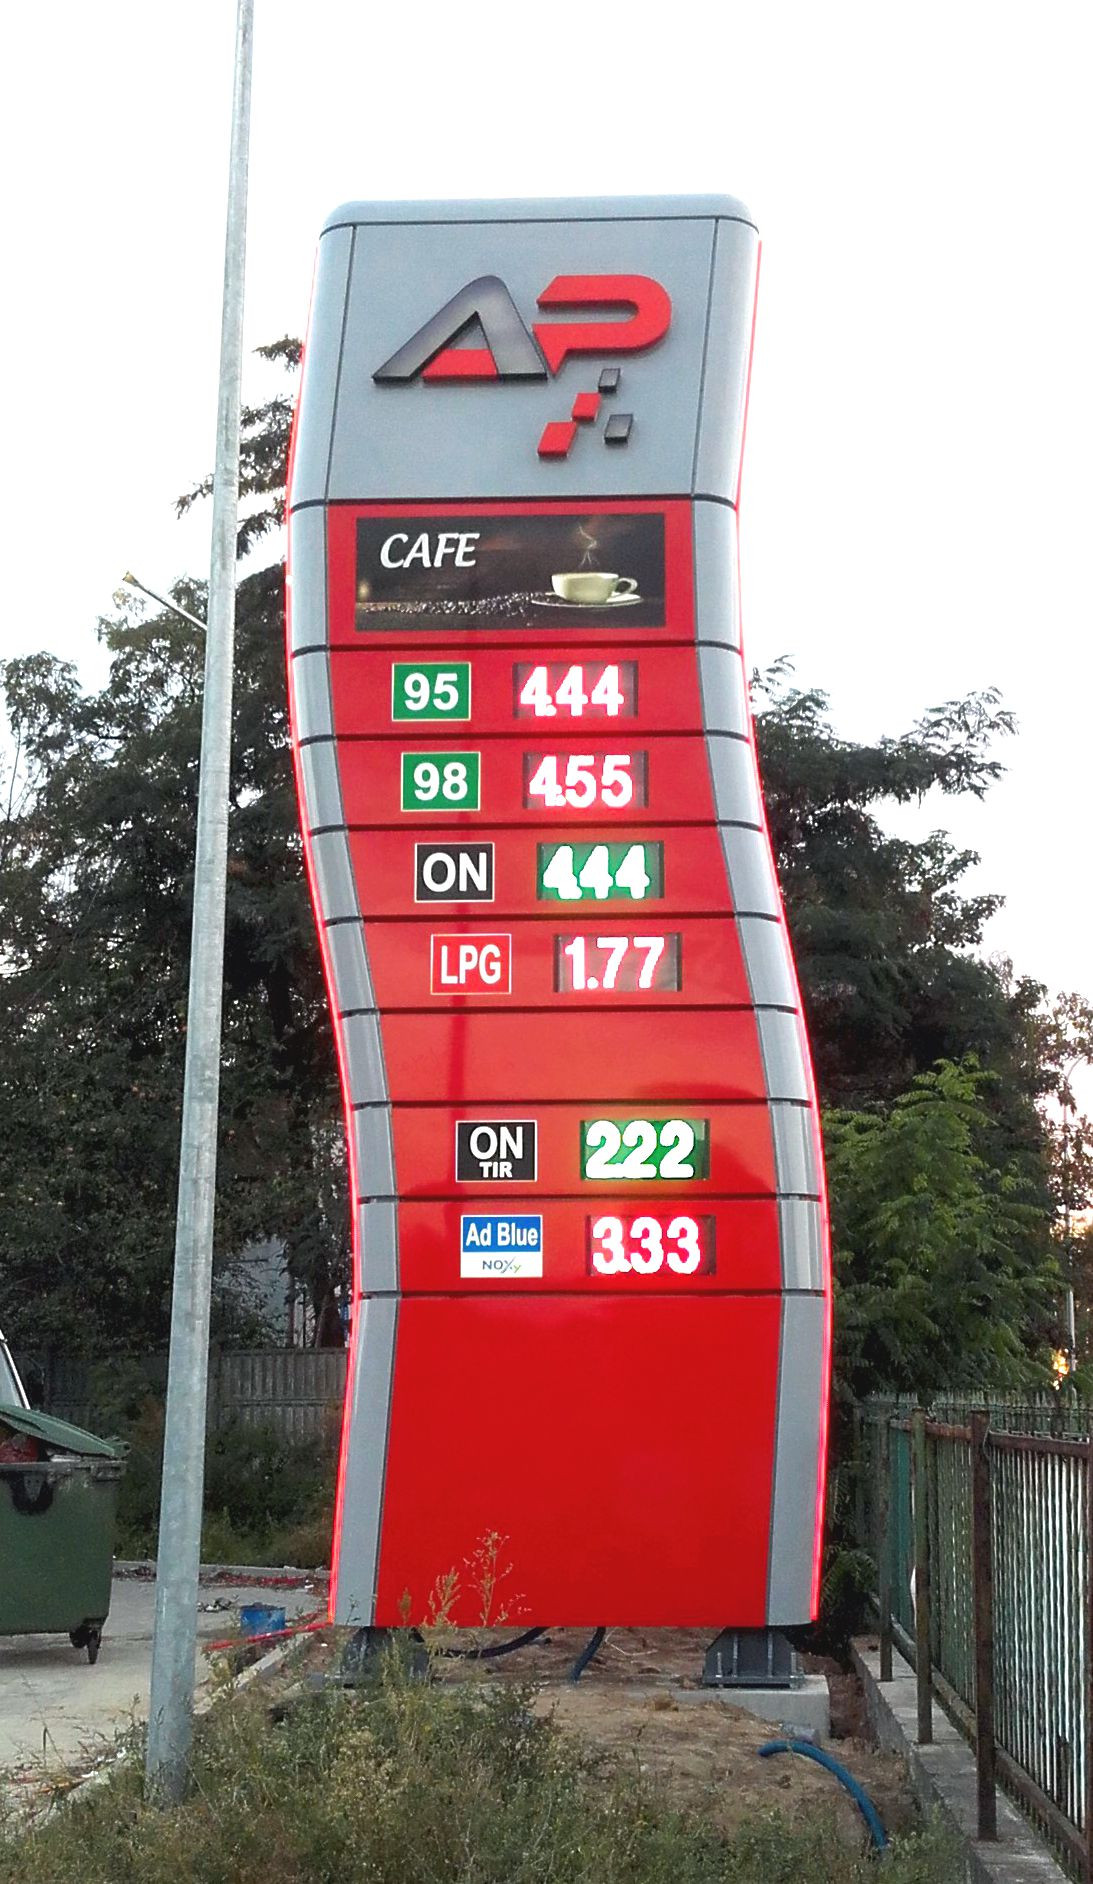 AP
CAFE
95 4.44
98 4.55
ON 4.44
LPG 1.77
ON
TIR
2.22
Ad Blue
NOXy
3.33